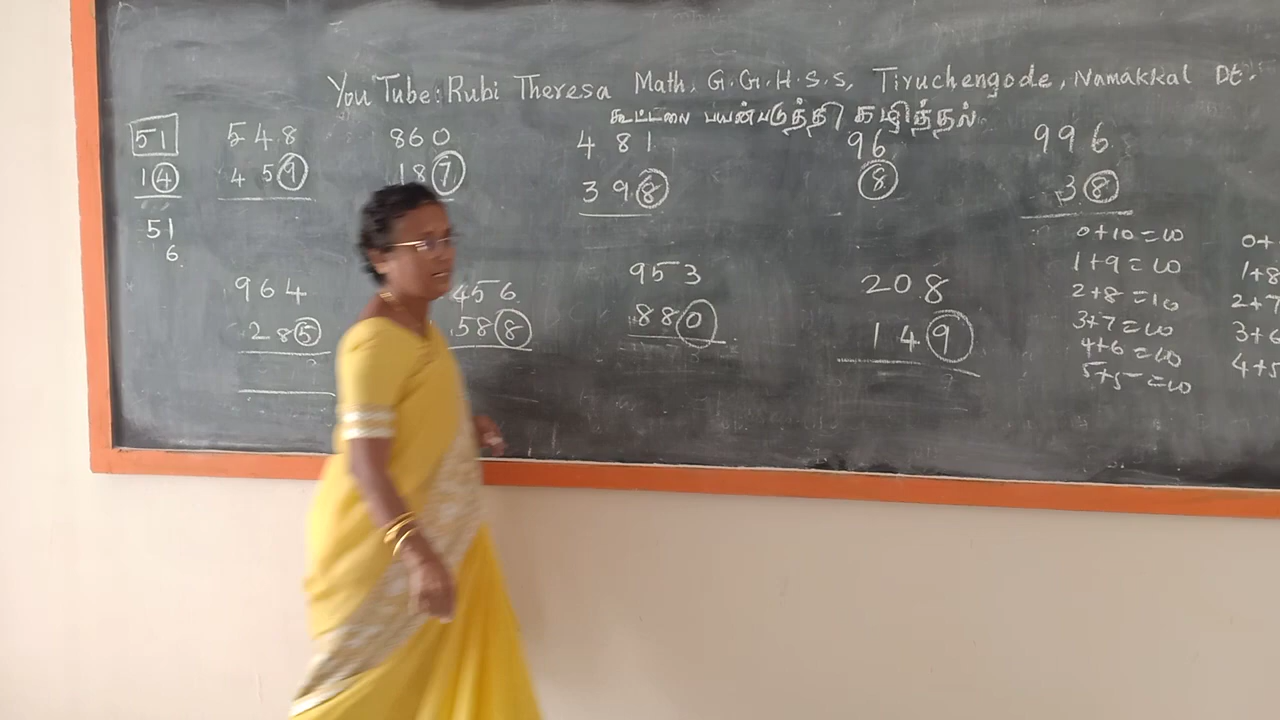 You Tube: Rubi Theresa Math, G.G.H.S.S, Tiruchengode, Namakkal Dt.
கூட்டலை பயன்படுத்தி கழித்தல்
51 548 860 481 96 996
14 459 187 398 8 38
51
6
964 456 953 208
285 588 880 149
0+10=10 0+
1+9=10 1+8
2+8=10 2+7
3+7=10 3+6
4+6=10 4+5
5+5=10